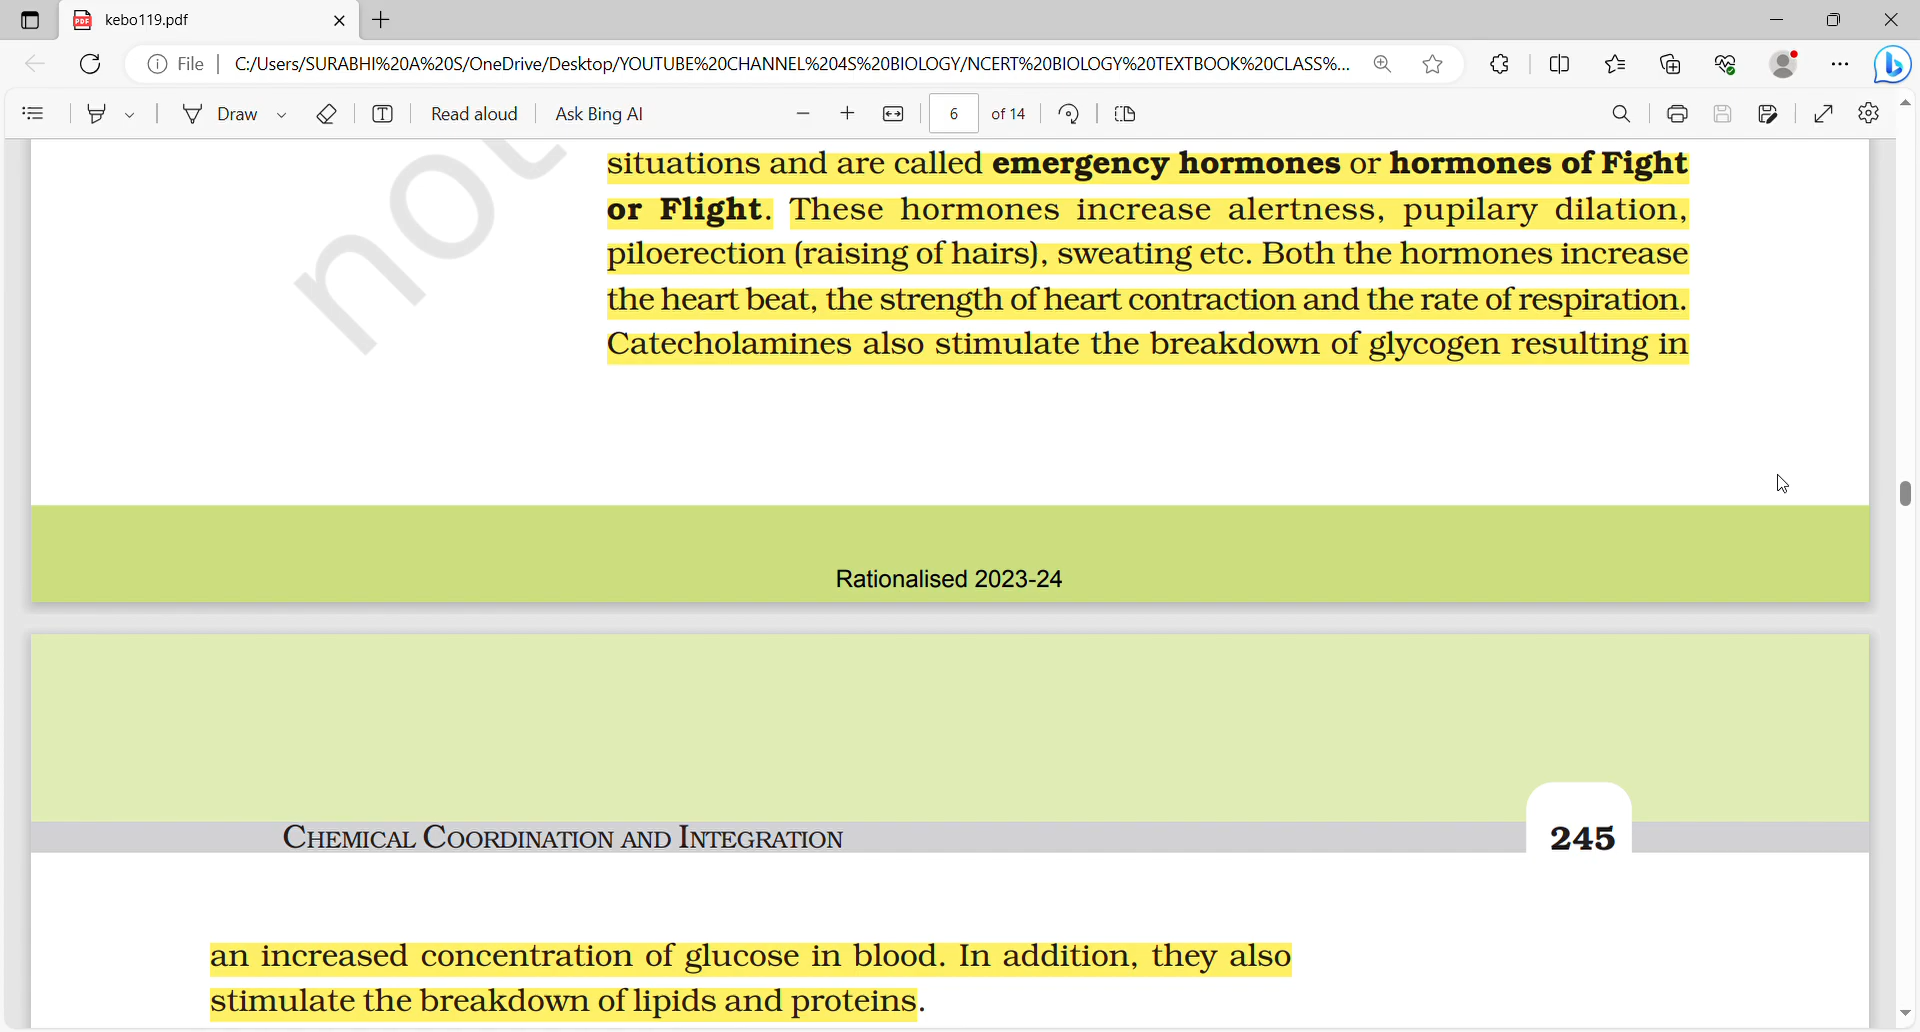 kebo119.pdf
File
C:/Users/SURABHI%20A%20S/OneDrive/Desktop/YOUTUBE%20CHANNEL%204S%20BIOLOGY/NCERT%20BIOLOGY%20TEXTBOOK%20CLASS%...
Draw
Read aloud
Ask Bing AI
6 of 14
not
situations and are called emergency hormones or hormones of Fight
or Flight. These hormones increase alertness, pupilary dilation,
piloerection (raising of hairs), sweating etc. Both the hormones increase
the heart beat, the strength of heart contraction and the rate of respiration.
Catecholamines also stimulate the breakdown of glycogen resulting in
Rationalised 2023-24
CHEMICAL COORDINATION AND INTEGRATION
245
an increased concentration of glucose in blood. In addition, they also
stimulate the breakdown of lipids and proteins.